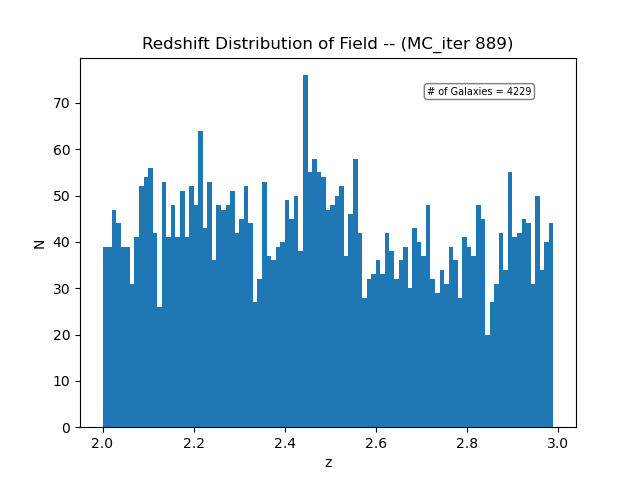 Redshift Distribution of Field -- (MC_iter 889)
# of Galaxies = 4229
70
60
50
40
30
20
10
0
N
2.0 2.2 2.4 2.6 2.8 3.0
z